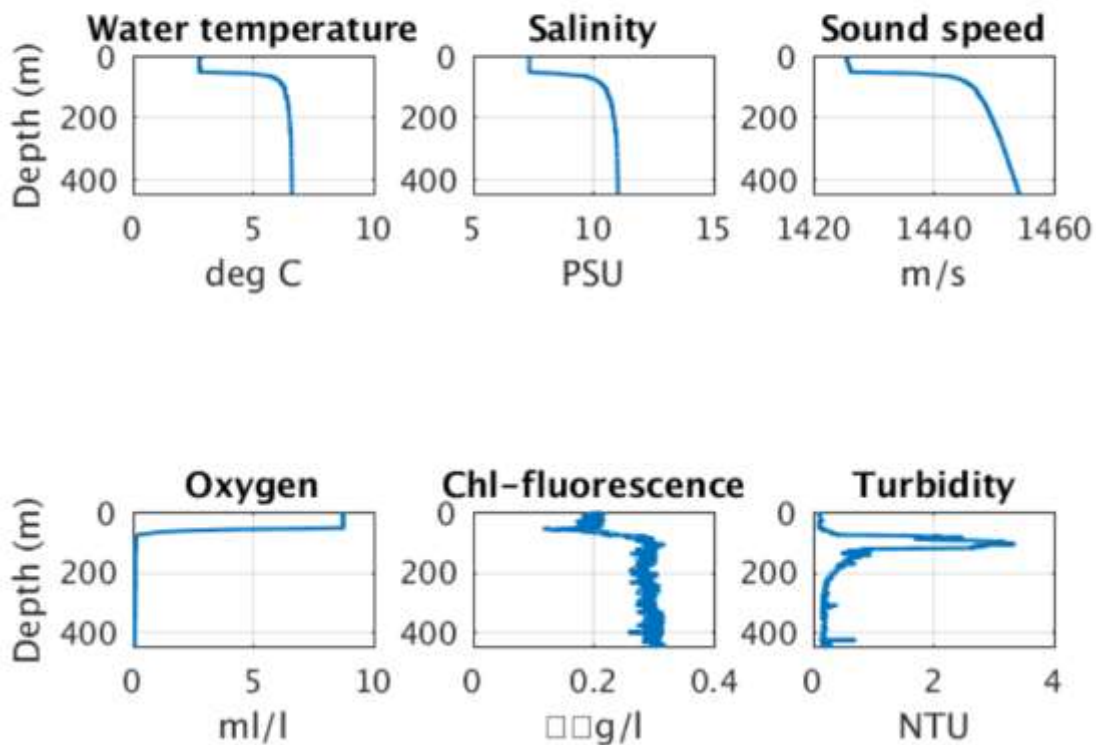 Water temperature Salinity Sound speed
Depth (m)
0 0 0
200 200 200
400 400 400
0 5 10 5 10 15 1420 1440 1460
deg C PSU m/s
Oxygen Chl-fluorescence Turbidity
Depth (m)
0 0 0
200 200 200
400 400 400
0 5 10 0 0.2 0.4 0 2 4
ml/l □□g/l NTU